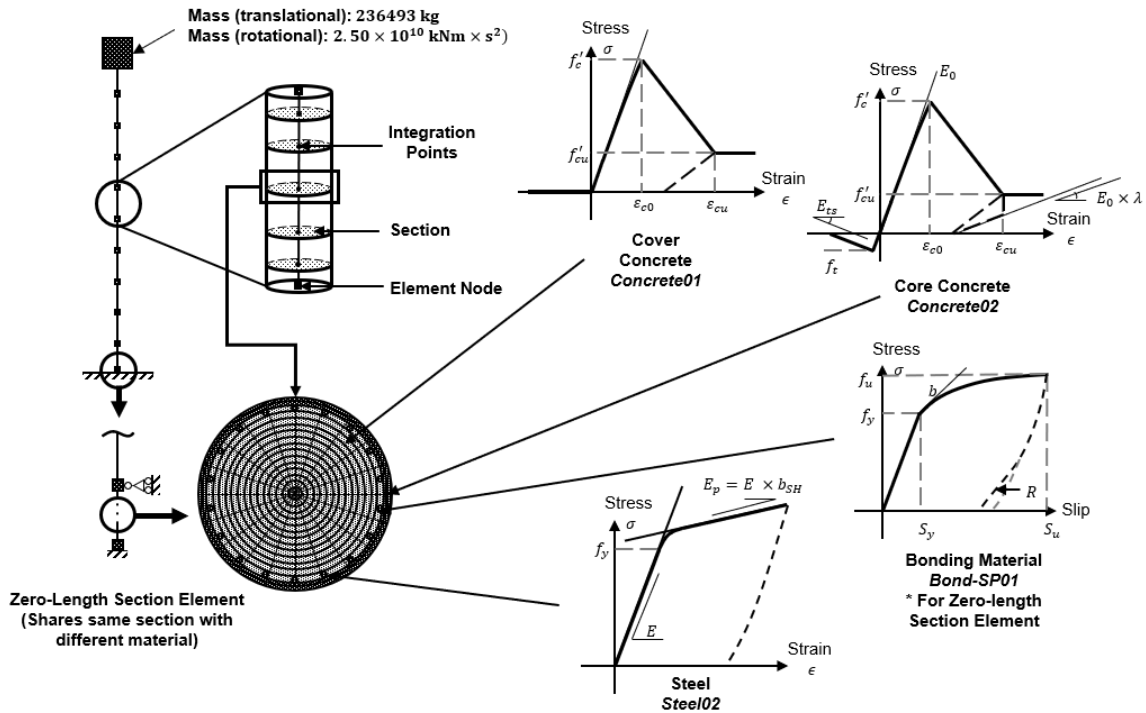 Mass (translational): 236493 kg
Mass (rotational): 2.50 × 10¹⁰ kNm × s²)
Integration
Points
Section
Element Node
Zero-Length Section Element
(Shares same section with
different material)
Stress
σ
f'c
f'cu
Strain
ϵ
εc0
εcu
Cover
Concrete
Concrete01
Stress
σ
E0
f'c
f'cu
Ets
ft
E0 × λ
Strain
ϵ
εc0
εcu
Core Concrete
Concrete02
Stress
σ
fu
fy
b
R
Slip
Sy
Su
Bonding Material
Bond-SP01
* For Zero-length
Section Element
Stress
σ
Ep = E × bSH
fy
E
Strain
ϵ
Steel
Steel02